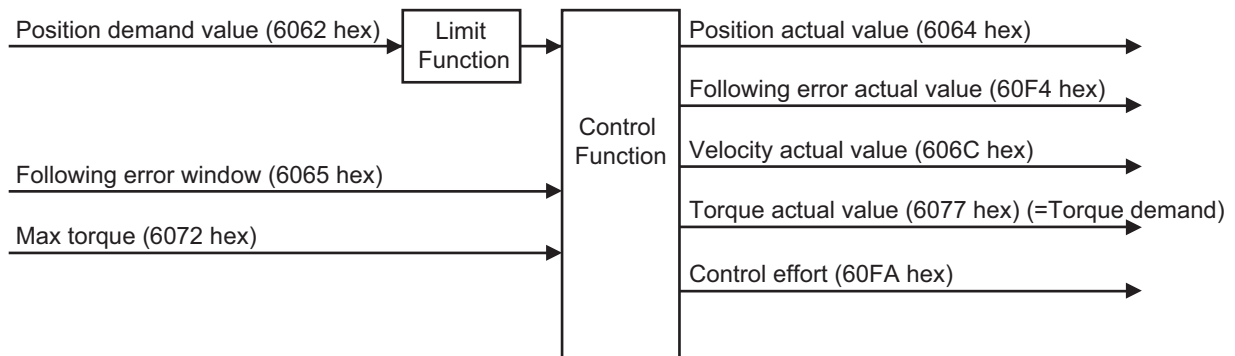 Position demand value (6062 hex)
Limit
Function
Following error window (6065 hex)
Max torque (6072 hex)
Control
Function
Position actual value (6064 hex)
Following error actual value (60F4 hex)
Velocity actual value (606C hex)
Torque actual value (6077 hex) (=Torque demand)
Control effort (60FA hex)